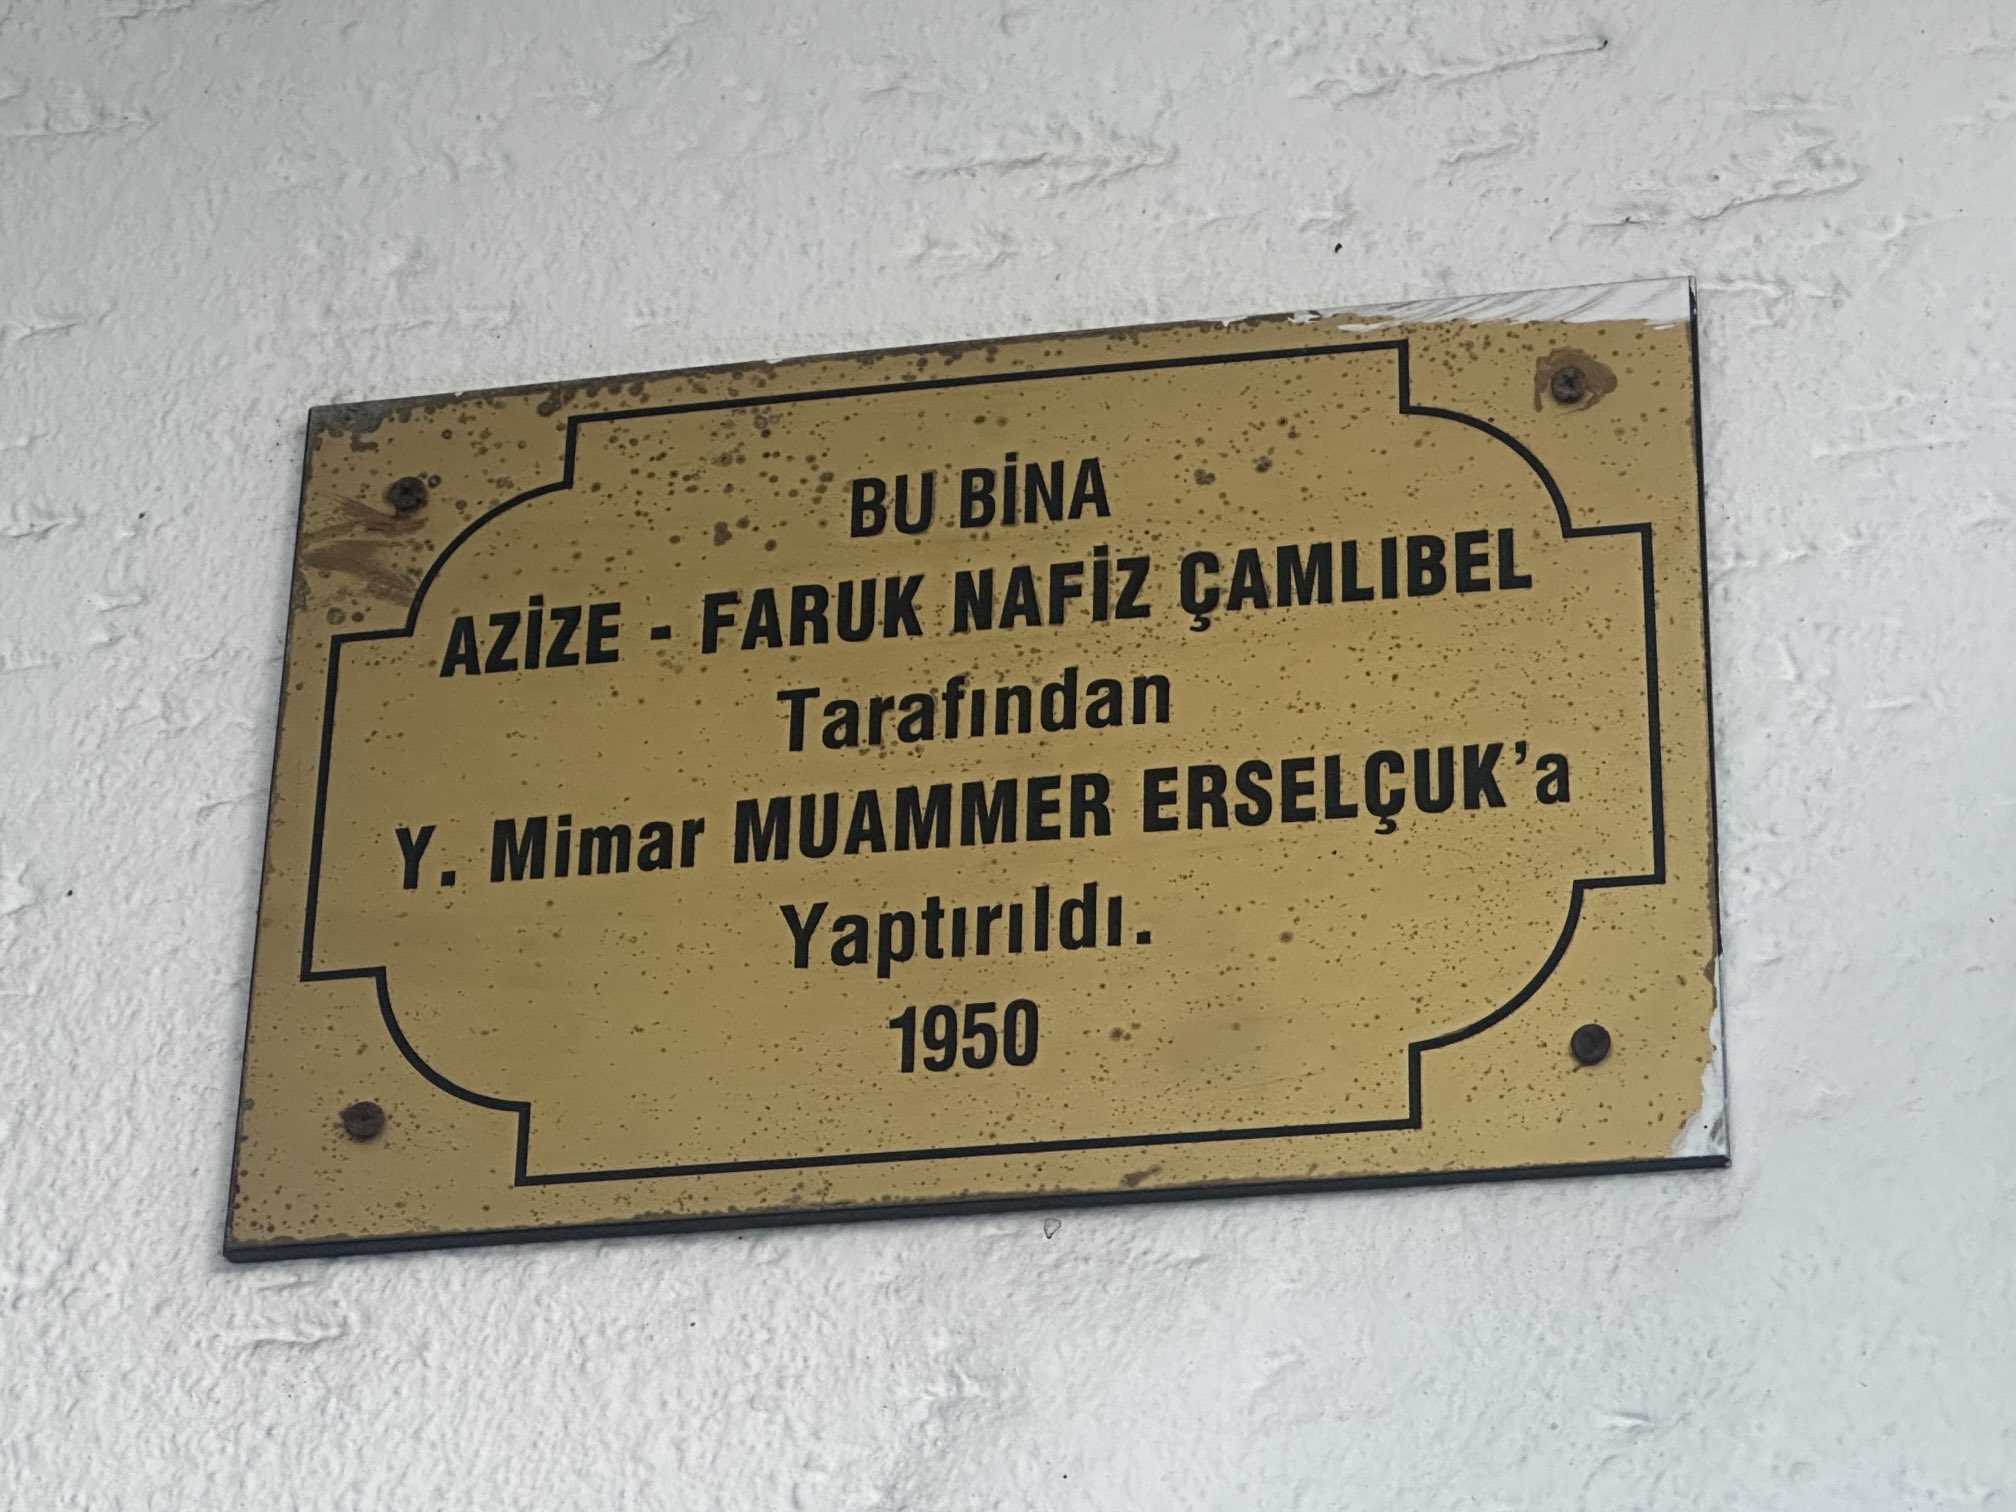 BU BİNA
AZİZE - FARUK NAFİZ ÇAMLIBEL
Tarafından
Y. Mimar MUAMMER ERSELÇUK'a
Yaptırıldı.
1950